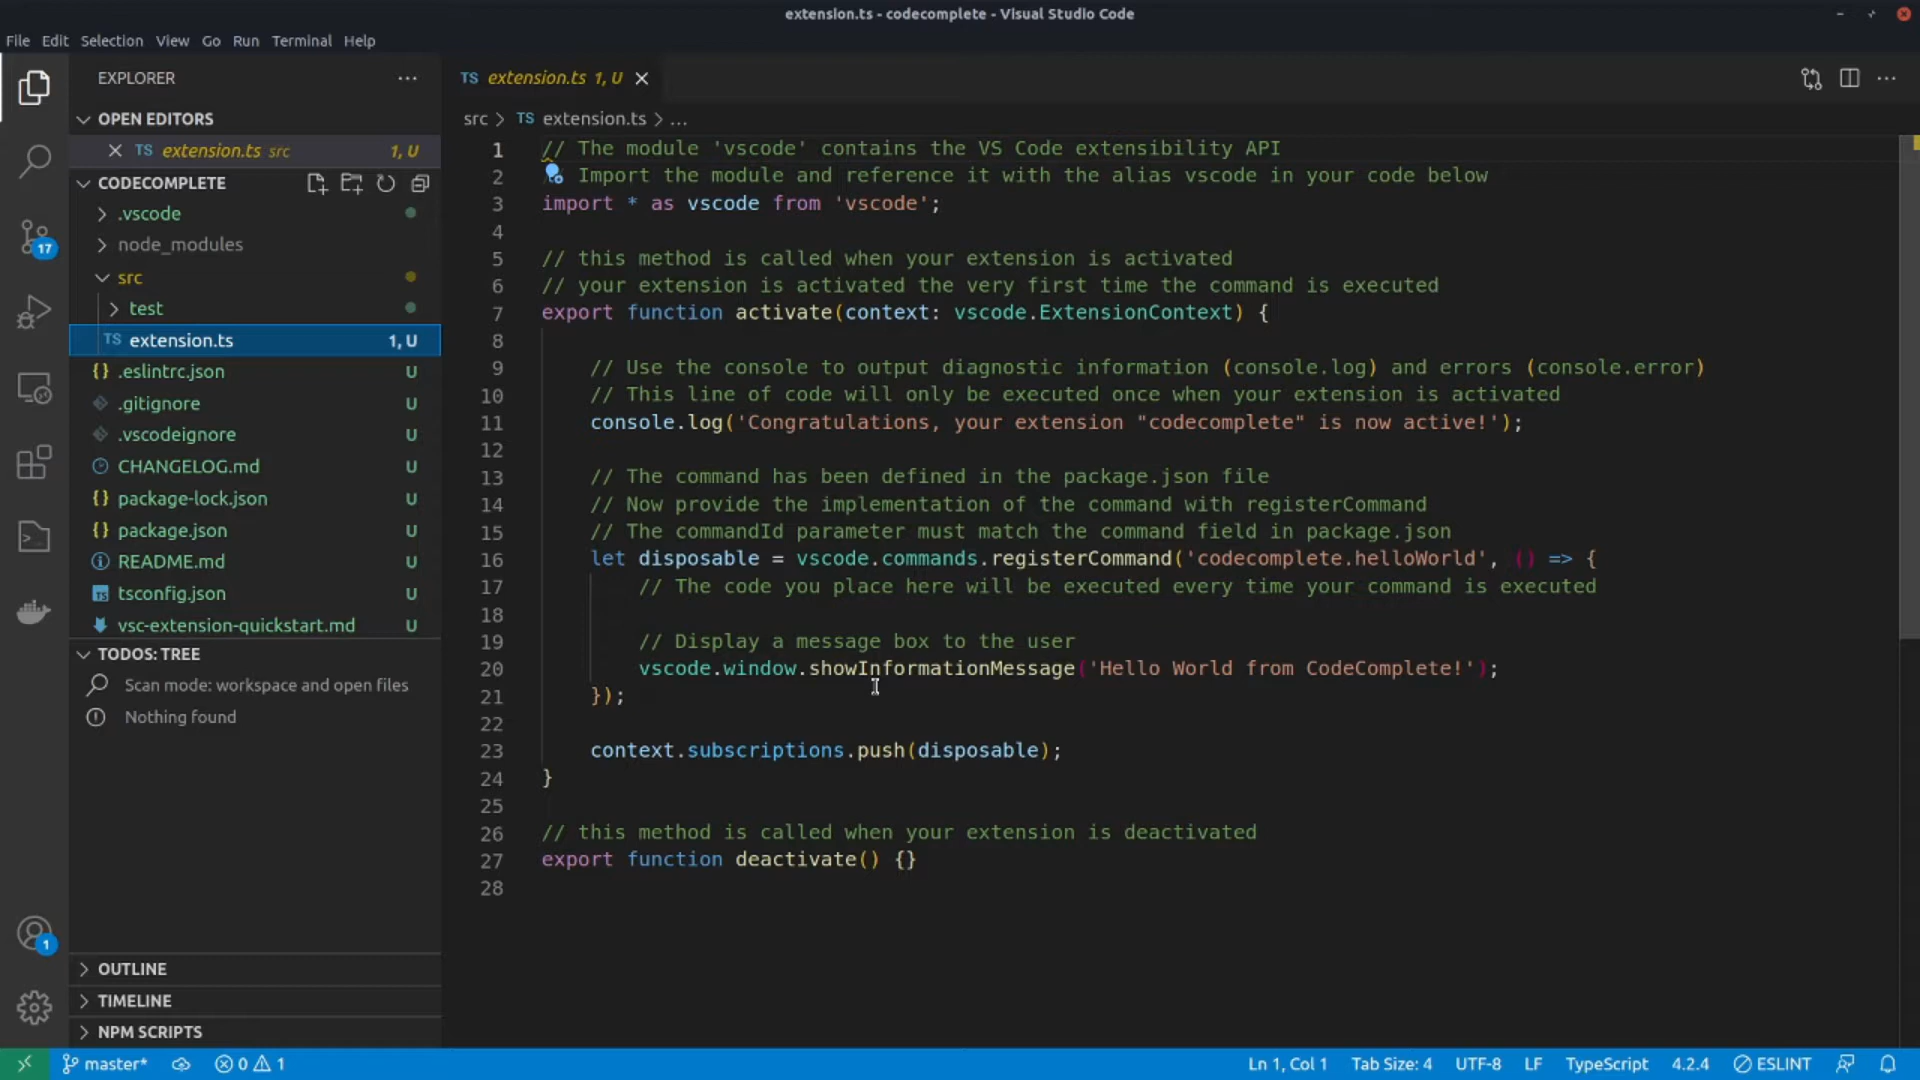 extension.ts - codecomplete - Visual Studio Code
File Edit Selection View Go Run Terminal Help
EXPLORER
OPEN EDITORS
TS extension.ts src 1, U
CODECOMPLETE
.vscode
node_modules
src
test
TS extension.ts 1, U
{} .eslintrc.json U
.gitignore U
.vscodeignore U
CHANGELOG.md U
{} package-lock.json U
{} package.json U
README.md U
TS tsconfig.json U
vsc-extension-quickstart.md U
TODOS: TREE
Scan mode: workspace and open files
Nothing found
OUTLINE
TIMELINE
NPM SCRIPTS
17
1
TS extension.ts 1, U
src > TS extension.ts > ...
1 // The module 'vscode' contains the VS Code extensibility API
2 Import the module and reference it with the alias vscode in your code below
3 import * as vscode from 'vscode';
4
5 // this method is called when your extension is activated
6 // your extension is activated the very first time the command is executed
7 export function activate(context: vscode.ExtensionContext) {
8
9 // Use the console to output diagnostic information (console.log) and errors (console.error)
10 // This line of code will only be executed once when your extension is activated
11 console.log('Congratulations, your extension "codecomplete" is now active!');
12
13 // The command has been defined in the package.json file
14 // Now provide the implementation of the command with registerCommand
15 // The commandId parameter must match the command field in package.json
16 let disposable = vscode.commands.registerCommand('codecomplete.helloWorld', () => {
17 // The code you place here will be executed every time your command is executed
18
19 // Display a message box to the user
20 vscode.window.showInformationMessage('Hello World from CodeComplete!');
21 });
22
23 context.subscriptions.push(disposable);
24 }
25
26 // this method is called when your extension is deactivated
27 export function deactivate() {}
28
master* 0 1 Ln 1, Col 1 Tab Size: 4 UTF-8 LF TypeScript 4.2.4 ESLINT